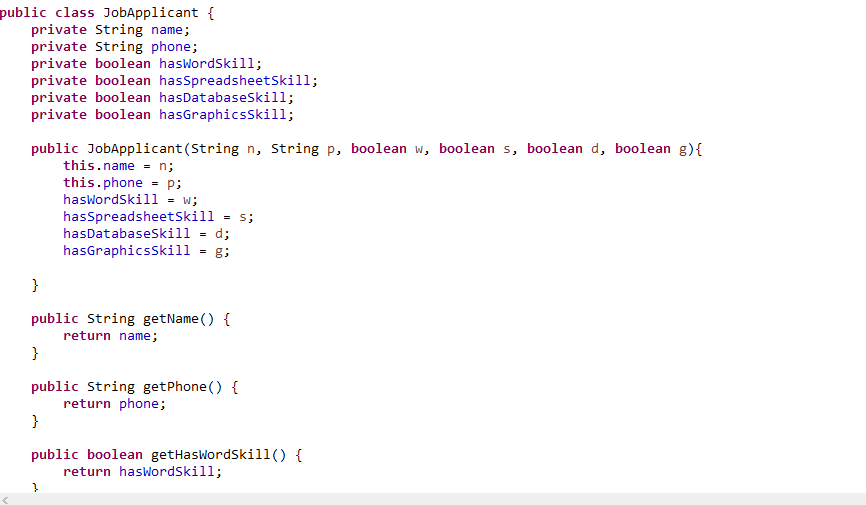 public class JobApplicant {
    private String name;
    private String phone;
    private boolean hasWordSkill;
    private boolean hasSpreadsheetSkill;
    private boolean hasDatabaseSkill;
    private boolean hasGraphicsSkill;

    public JobApplicant(String n, String p, boolean w, boolean s, boolean d, boolean g){
        this.name = n;
        this.phone = p;
        hasWordSkill = w;
        hasSpreadsheetSkill = s;
        hasDatabaseSkill = d;
        hasGraphicsSkill = g;

    }

    public String getName() {
        return name;
    }

    public String getPhone() {
        return phone;
    }

    public boolean getHasWordSkill() {
        return hasWordSkill;
    }